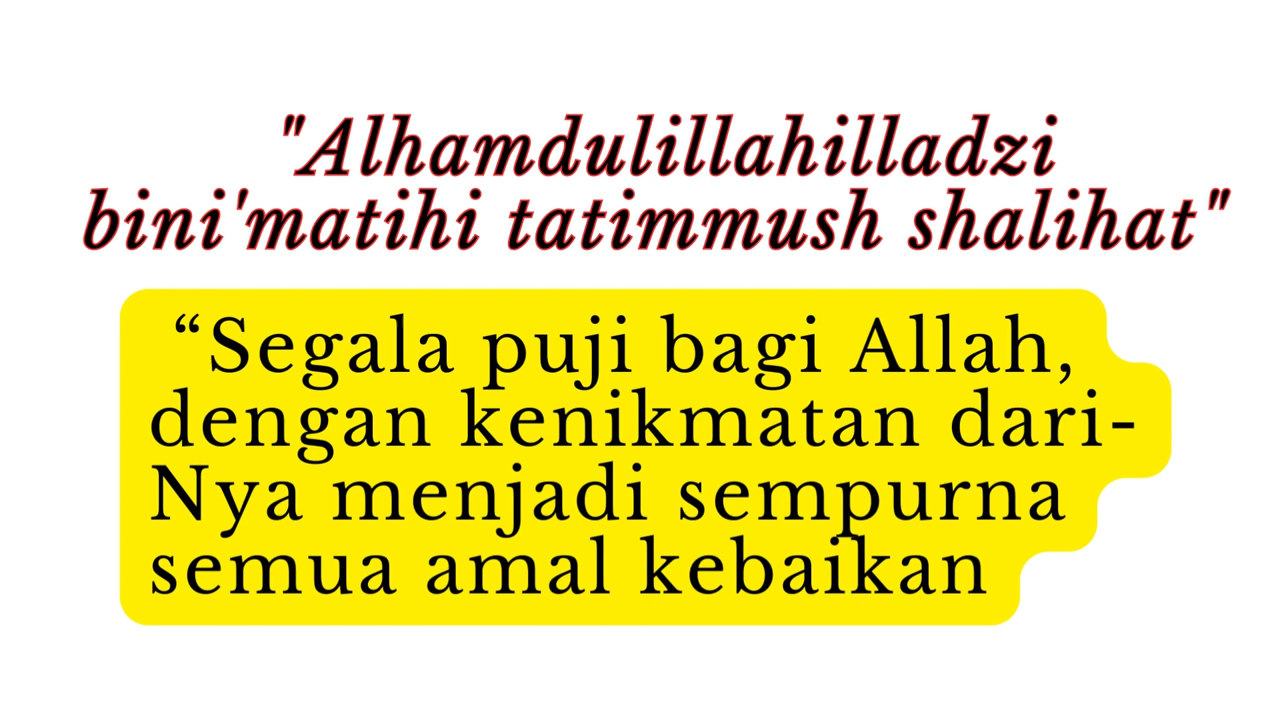 "Alhamdulillahilladzi
bini'matihi tatimmush shalihat"
“Segala puji bagi Allah,
dengan kenikmatan dari-
Nya menjadi sempurna
semua amal kebaikan